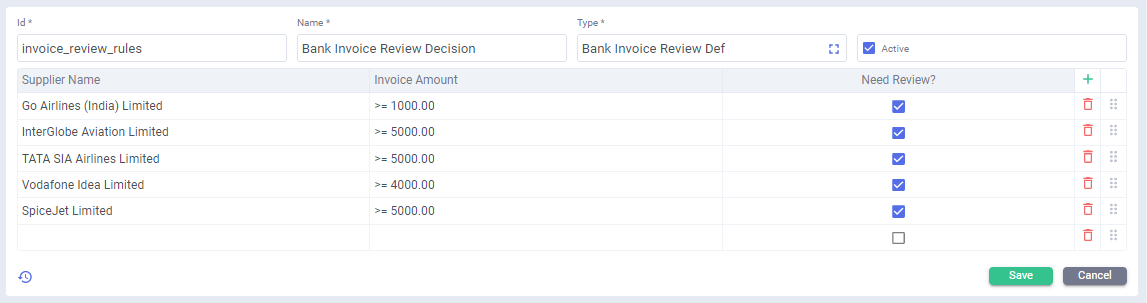 Id * Name * Type *
invoice_review_rules Bank Invoice Review Decision Bank Invoice Review Def Active
Supplier Name Invoice Amount Need Review?
Go Airlines (India) Limited >= 1000.00
InterGlobe Aviation Limited >= 5000.00
TATA SIA Airlines Limited >= 5000.00
Vodafone Idea Limited >= 4000.00
SpiceJet Limited >= 5000.00
Save Cancel